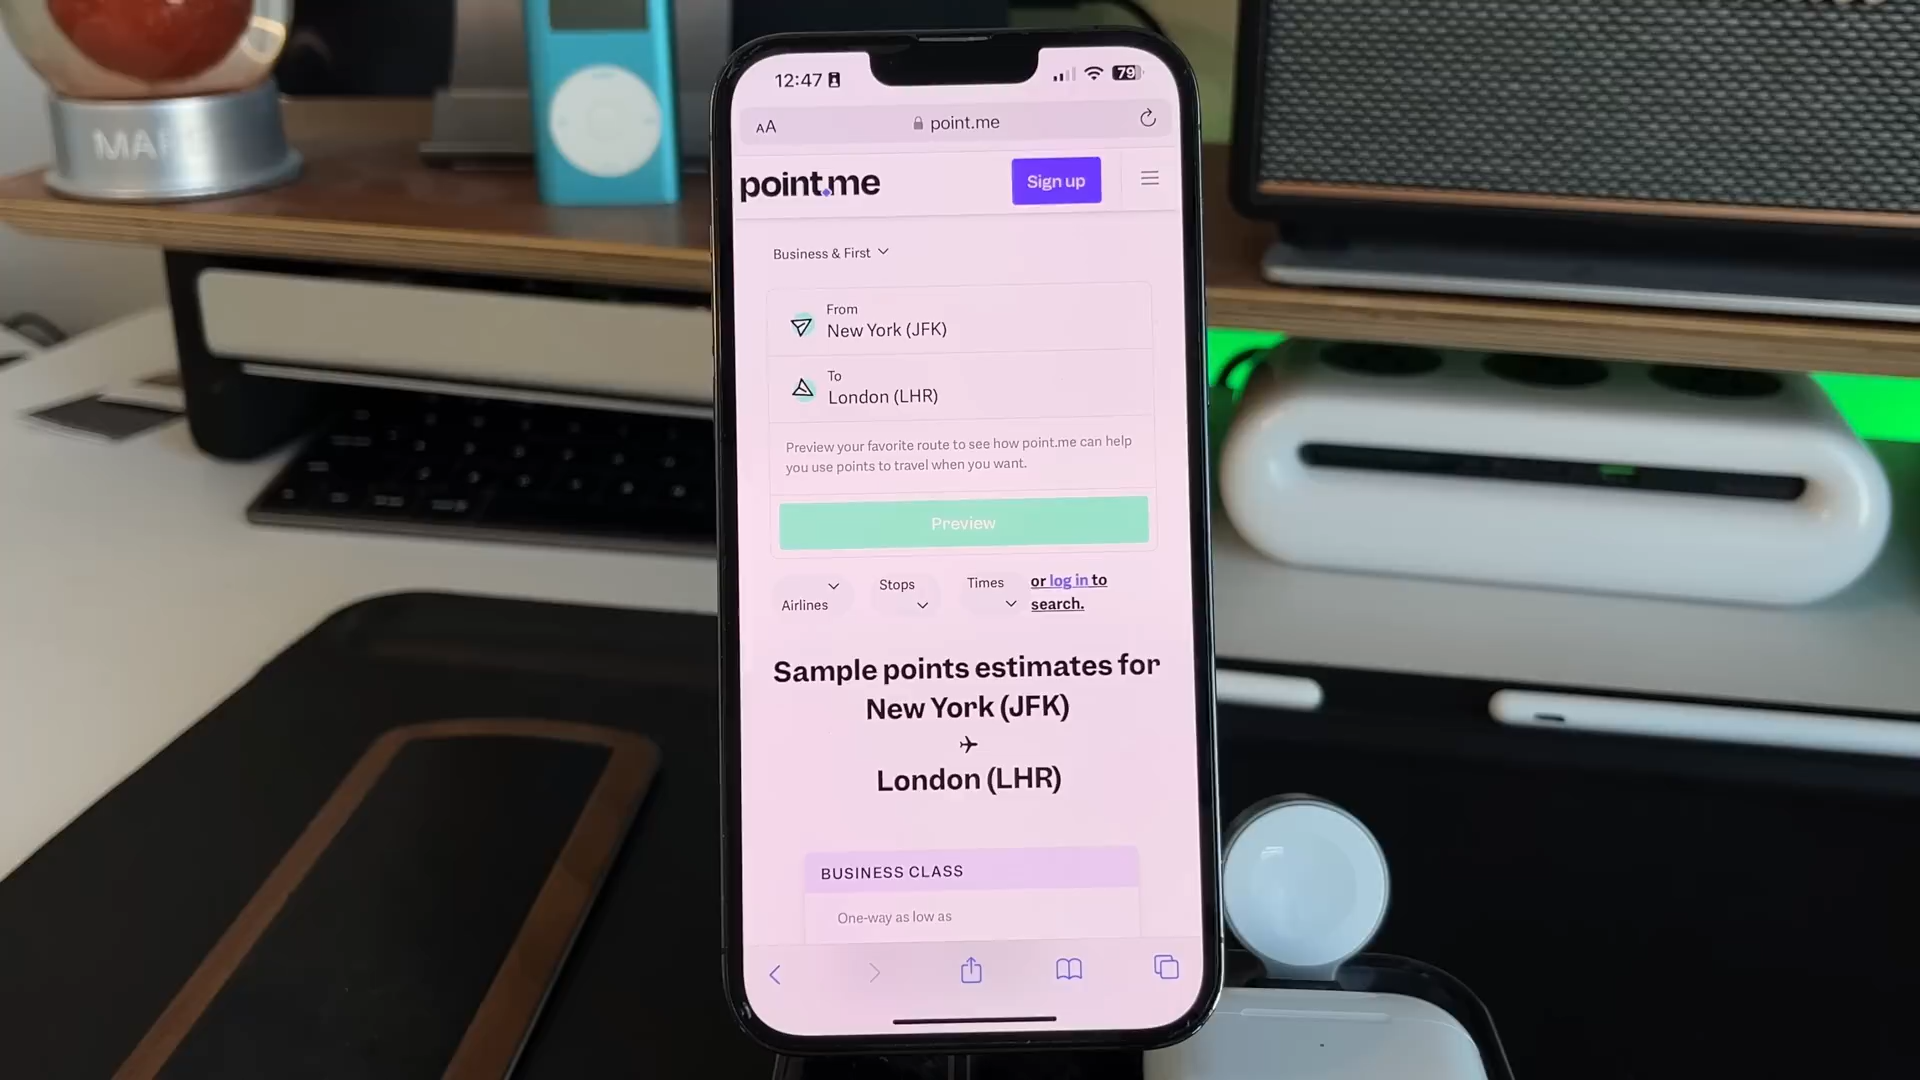 12:47
79
AA
point.me
point.me
Sign up
Business & First
From
New York (JFK)
To
London (LHR)
Preview your favorite route to see how point.me can help
you use points to travel when you want.
Preview
Airlines
Stops
Times
or log in to
search.
Sample points estimates for
New York (JFK)
London (LHR)
BUSINESS CLASS
One-way as low as